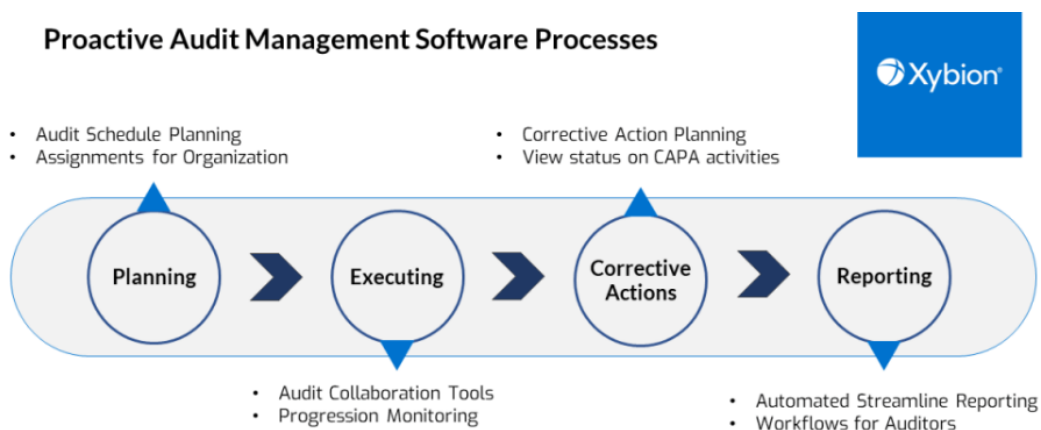 Proactive Audit Management Software Processes
Xybion®
• Audit Schedule Planning
• Assignments for Organization
• Corrective Action Planning
• View status on CAPA activities
Planning
Executing
Corrective
Actions
Reporting
• Audit Collaboration Tools
• Progression Monitoring
• Automated Streamline Reporting
• Workflows for Auditors